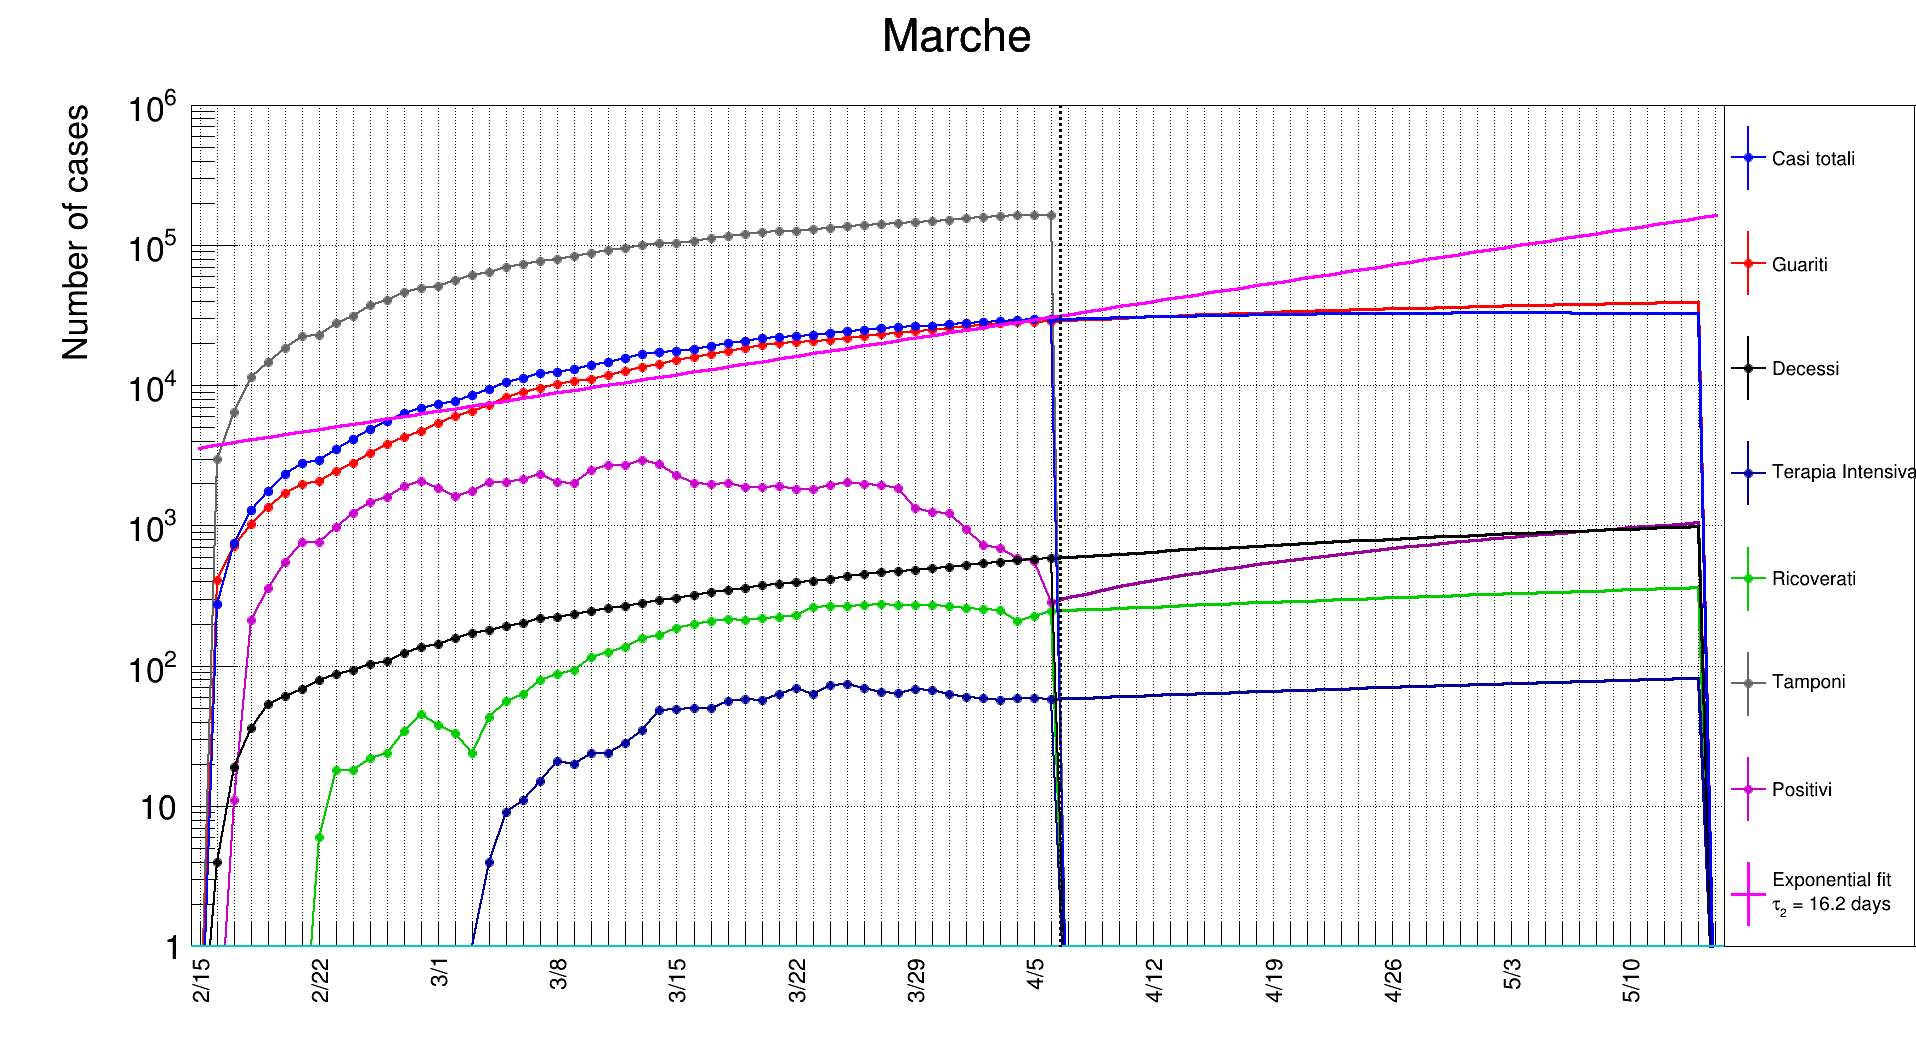 Marche
Number of cases
10^6
10^5
10^4
10^3
10^2
10
1
2/15
2/22
3/1
3/8
3/15
3/22
3/29
4/5
4/12
4/19
4/26
5/3
5/10
Casi totali
Guariti
Decessi
Terapia Intensiva
Ricoverati
Tamponi
Positivi
Exponential fit
τ₂ = 16.2 days